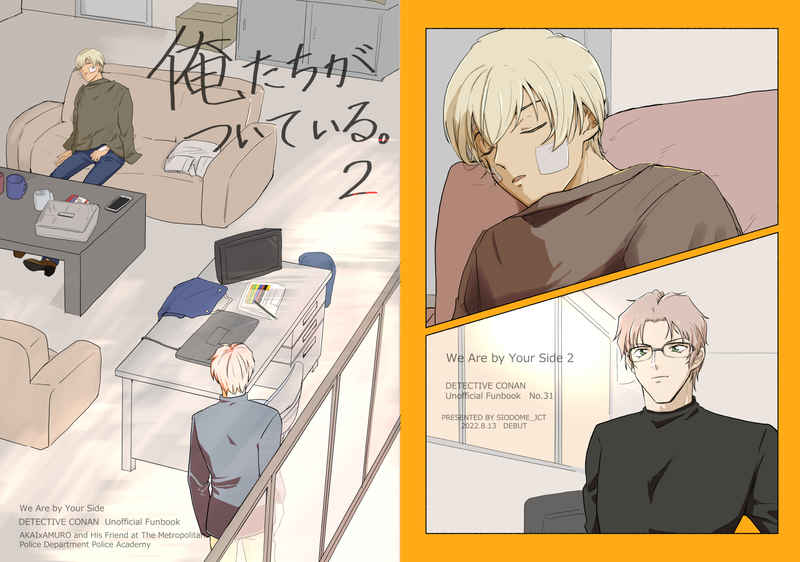 俺たちが
ついている。
2
We Are by Your Side
DETECTIVE CONAN Unofficial Funbook
AKAIxAMURO and His Friend at The Metropolitan
Police Department Police Academy
We Are by Your Side 2
DETECTIVE CONAN
Unofficial Funbook No.31
PRESENTED BY SIODOME_JCT
2022.8.13 DEBUT